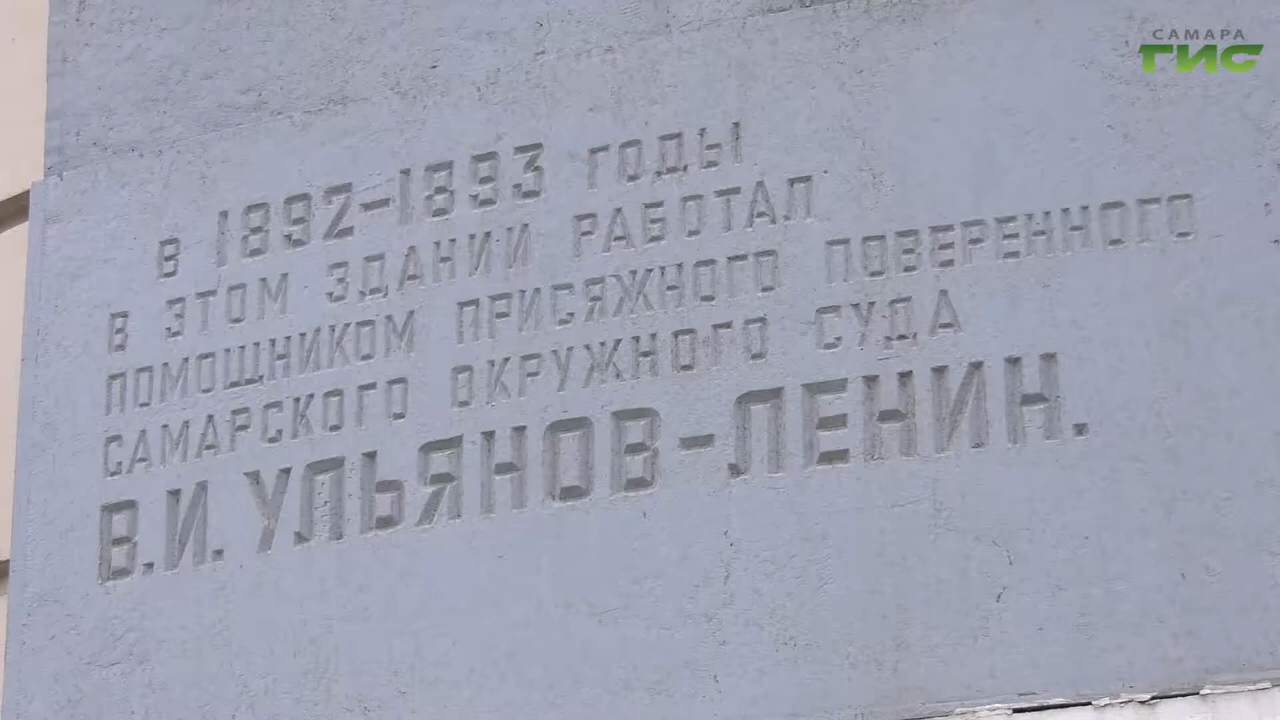 САМАРА
ГИС
В 1892-1893 ГОДЫ
В ЭТОМ ЗДАНИИ РАБОТАЛ
ПОМОЩНИКОМ ПРИСЯЖНОГО ПОВЕРЕННОГО
САМАРСКОГО ОКРУЖНОГО СУДА
В.И. УЛЬЯНОВ-ЛЕНИН.